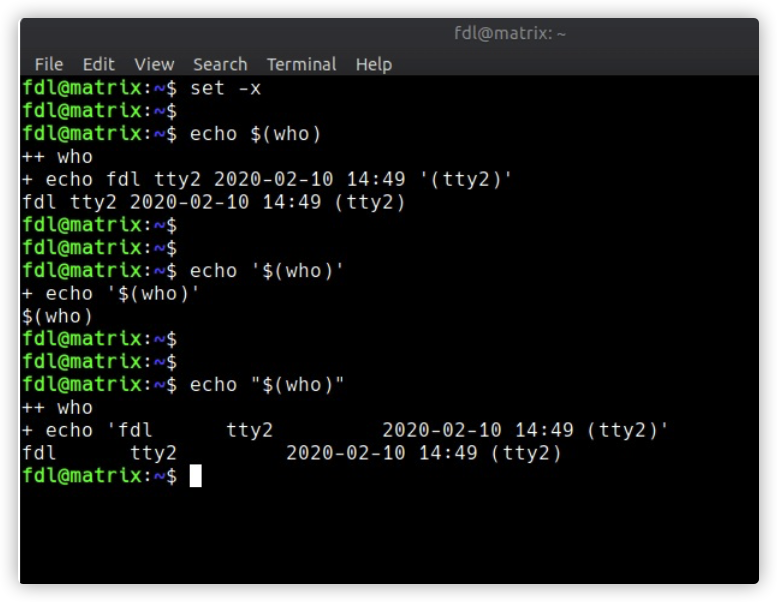 fdl@matrix: ~
File Edit View Search Terminal Help
fdl@matrix:~$ set -x
fdl@matrix:~$
fdl@matrix:~$ echo $(who)
++ who
+ echo fdl tty2 2020-02-10 14:49 '(tty2)'
fdl tty2 2020-02-10 14:49 (tty2)
fdl@matrix:~$
fdl@matrix:~$
fdl@matrix:~$ echo '$(who)'
+ echo '$(who)'
$(who)
fdl@matrix:~$
fdl@matrix:~$
fdl@matrix:~$ echo "$(who)"
++ who
+ echo 'fdl      tty2         2020-02-10 14:49 (tty2)'
fdl      tty2         2020-02-10 14:49 (tty2)
fdl@matrix:~$